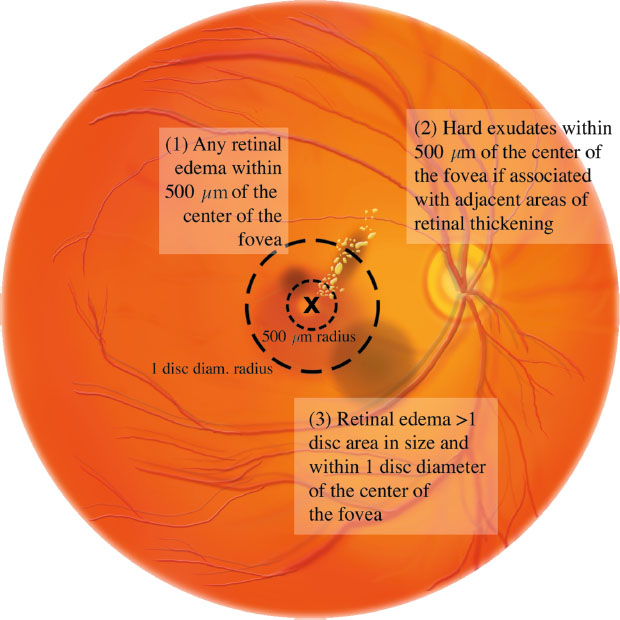 (1) Any retinal
edema within
500 µm of the
center of the
fovea
(2) Hard exudates within
500 µm of the center of
the fovea if associated
with adjacent areas of
retinal thickening
X
500 µm radius
1 disc diam. radius
(3) Retinal edema >1
disc area in size and
within 1 disc diameter
of the center of
the fovea